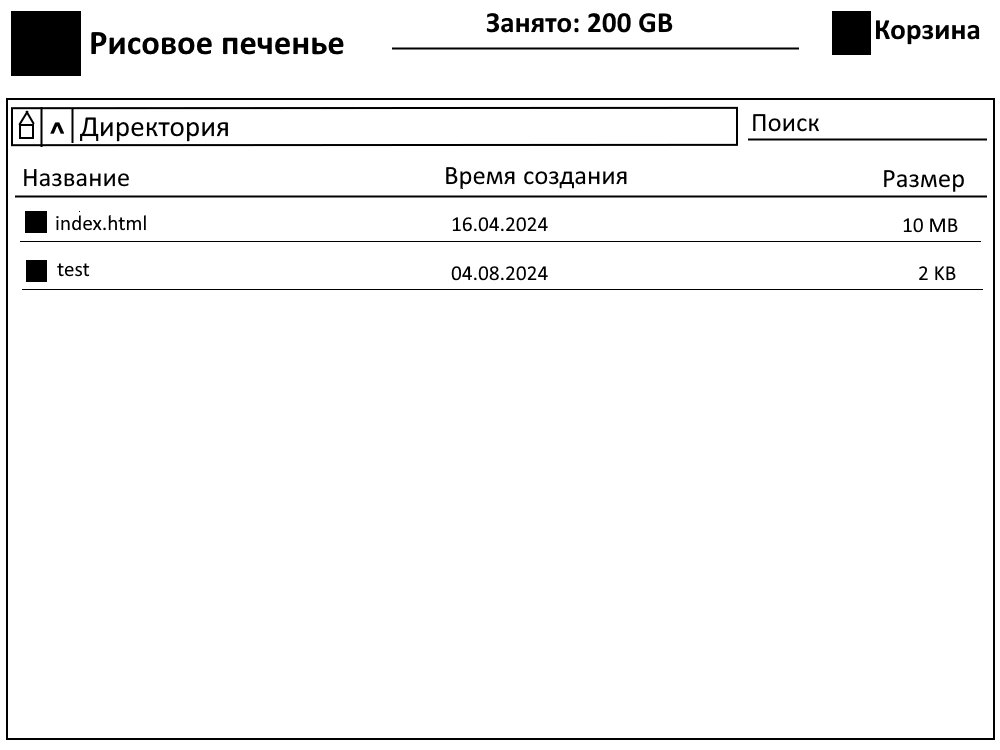 Рисовое печенье
Занято: 200 GB
Корзина
^ Директория
Поиск
Название Время создания Размер
index.html 16.04.2024 10 MB
test 04.08.2024 2 KB